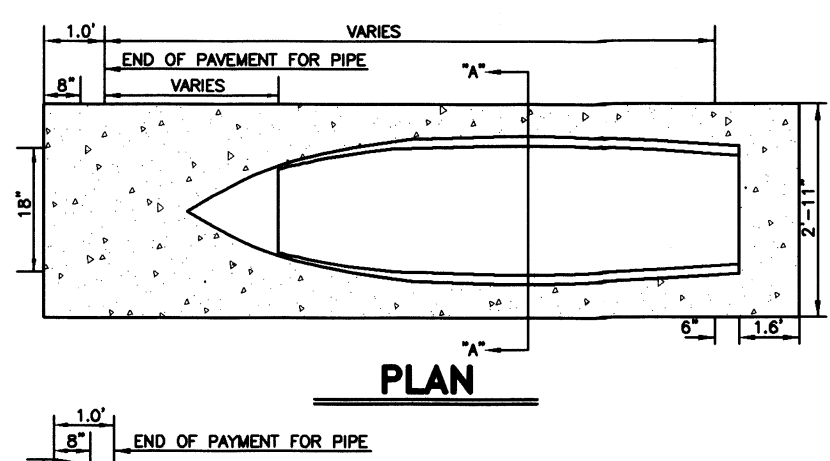 1.0' VARIES
END OF PAVEMENT FOR PIPE
"A"
8" VARIES
18"
2'-11"
"A" 6" 1.6'
PLAN
1.0'
8" END OF PAYMENT FOR PIPE